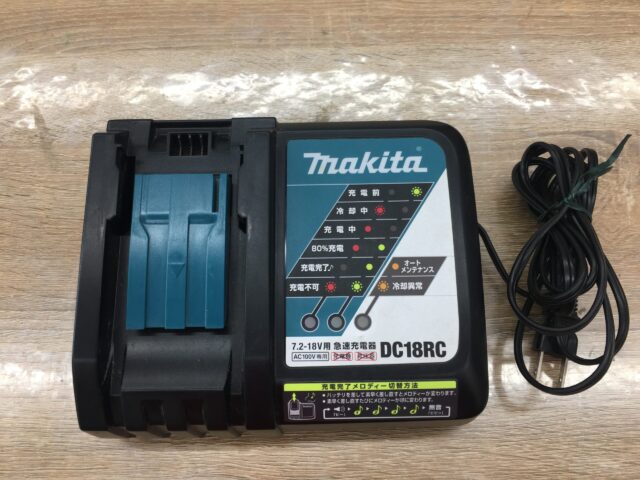 makita
充電前
冷却中
充電中
80%充電
充電完了♪
オートメンテナンス
充電不可
冷却異常
7.2-18V用 急速充電器 DC18RC
AC100V専用
充電完了メロディー切替方法